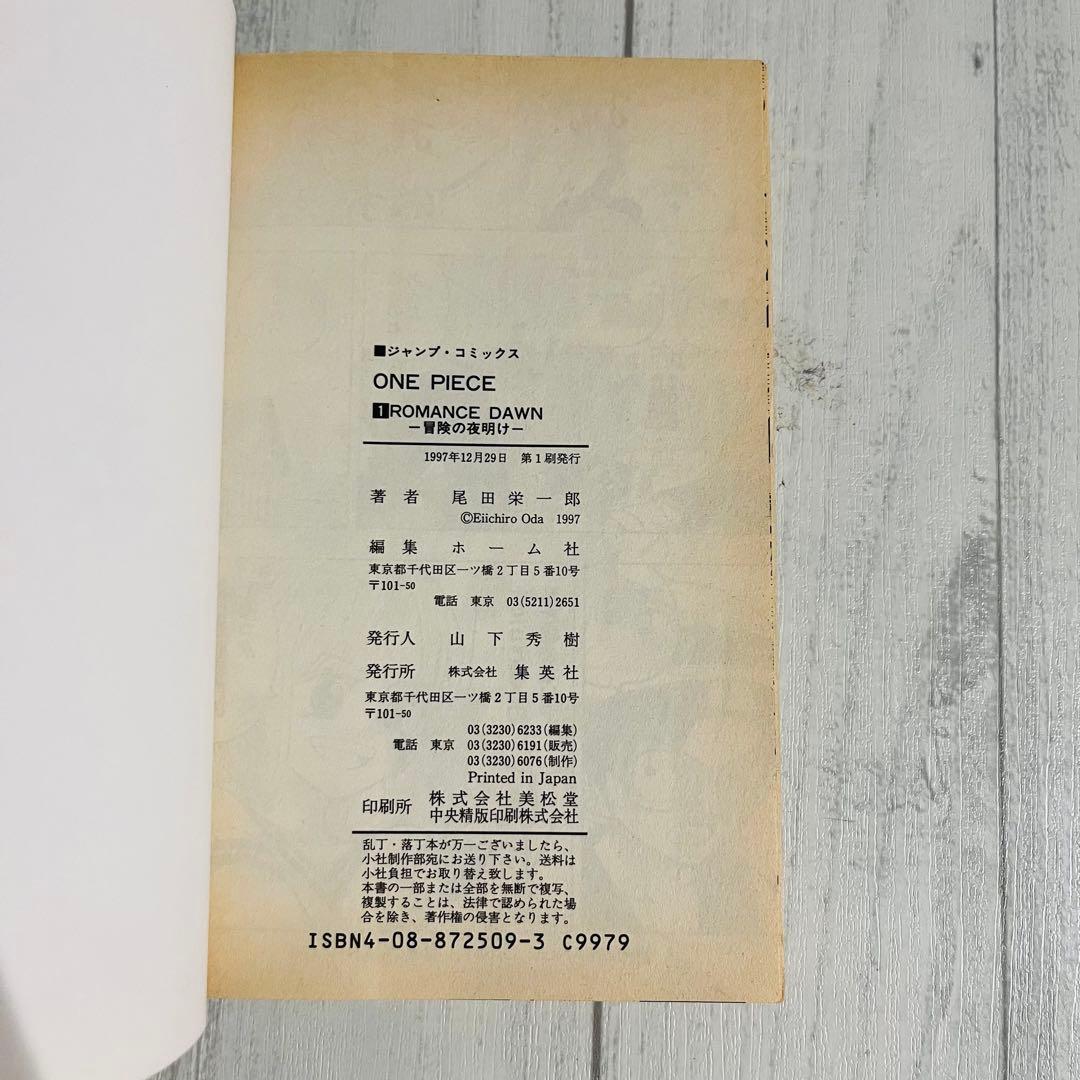 ■ジャンプ・コミックス
ONE PIECE
1 ROMANCE DAWN
―冒険の夜明け―
1997年12月29日 第1刷発行
著者 尾田栄一郎
©Eiichiro Oda 1997
編集 ホーム社
東京都千代田区一ツ橋2丁目5番10号
〒101-50
電話 東京 03(5211)2651
発行人 山下秀樹
発行所 株式会社 集英社
東京都千代田区一ツ橋2丁目5番10号
〒101-50
03(3230)6233(編集)
電話 東京 03(3230)6191(販売)
03(3230)6076(制作)
Printed in Japan
印刷所 株式会社美松堂
中央精版印刷株式会社
乱丁・落丁本が万一ございましたら、
小社制作部宛にお送り下さい。送料は
小社負担でお取り替え致します。
本書の一部または全部を無断で複写、
複製することは、法律で認められた場
合を除き、著作権の侵害となります。
ISBN4-08-872509-3 C9979